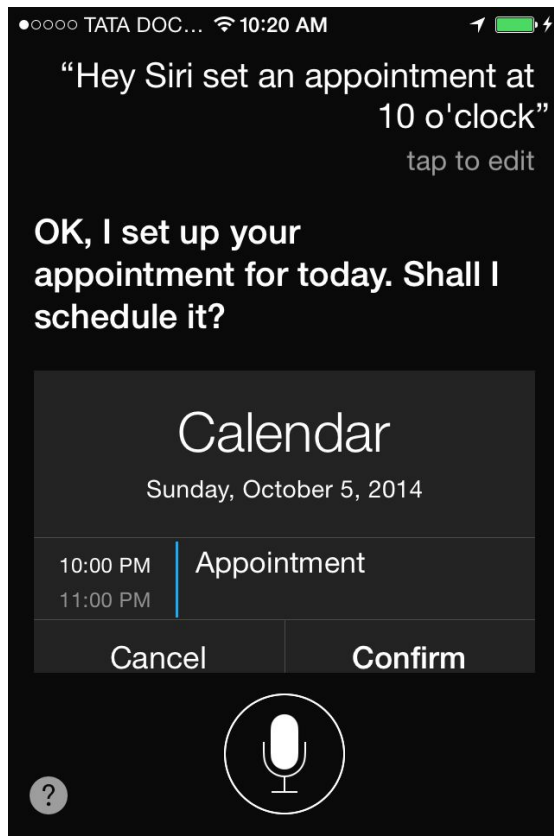 TATA DOC... 10:20 AM
“Hey Siri set an appointment at
10 o'clock”
tap to edit
OK, I set up your
appointment for today. Shall I
schedule it?
Calendar
Sunday, October 5, 2014
10:00 PM Appointment
11:00 PM
Cancel Confirm
?